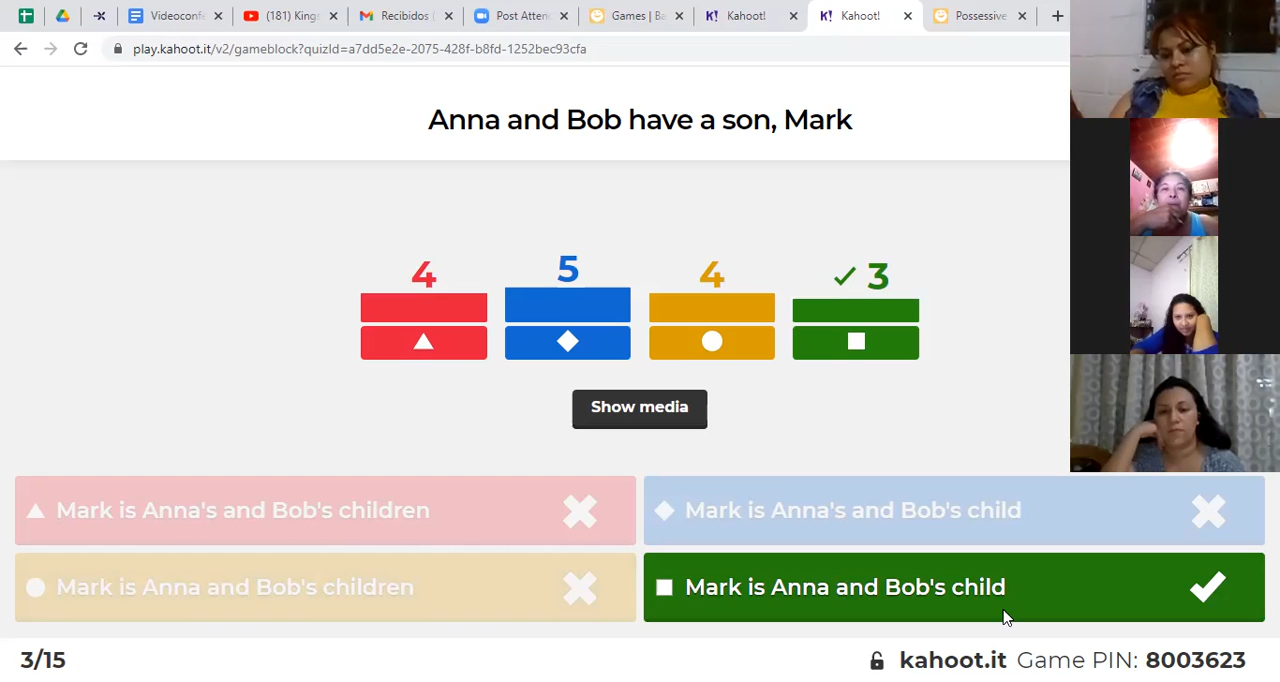 Videoconf
(181) King
Recibidos (
Post Atten
Games | Ba
Kahoot!
Kahoot!
Possessive
play.kahoot.it/v2/gameblock?quizId=a7dd5e2e-2075-428f-b8fd-1252bec93cfa
Anna and Bob have a son, Mark
4 5 4 3
Show media
Mark is Anna's and Bob's children
Mark is Anna's and Bob's child
Mark is Anna and Bob's children
Mark is Anna and Bob's child
3/15
kahoot.it Game PIN: 8003623